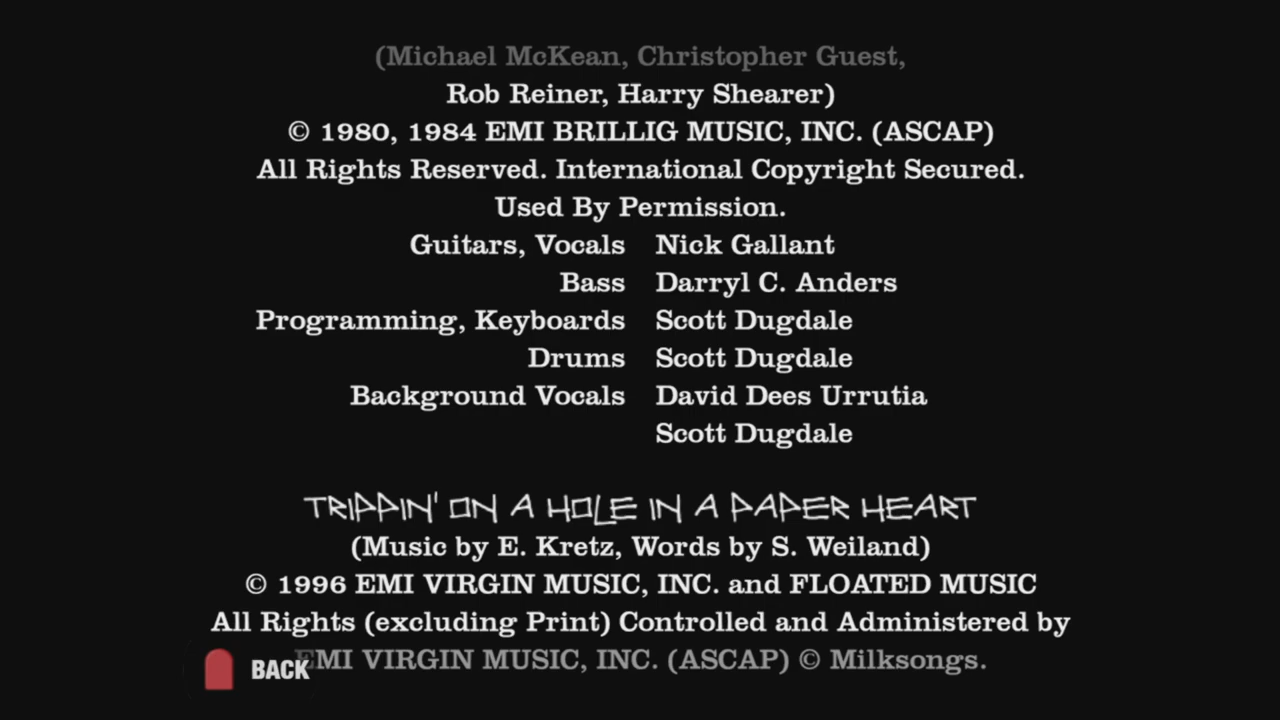 (Michael McKean, Christopher Guest,
Rob Reiner, Harry Shearer)
© 1980, 1984 EMI BRILLIG MUSIC, INC. (ASCAP)
All Rights Reserved. International Copyright Secured.
Used By Permission.
Guitars, Vocals Nick Gallant
Bass Darryl C. Anders
Programming, Keyboards Scott Dugdale
Drums Scott Dugdale
Background Vocals David Dees Urrutia
Scott Dugdale
TRIPPIN' ON A HOLE IN A PAPER HEART
(Music by E. Kretz, Words by S. Weiland)
© 1996 EMI VIRGIN MUSIC, INC. and FLOATED MUSIC
All Rights (excluding Print) Controlled and Administered by
EMI VIRGIN MUSIC, INC. (ASCAP) © Milksongs.
BACK